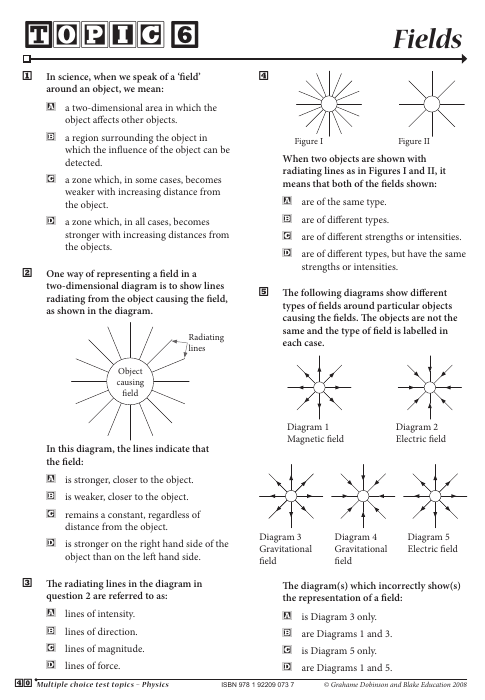 TOPIC 6
Fields
1 In science, when we speak of a ‘field’
around an object, we mean:
A a two-dimensional area in which the
object affects other objects.
B a region surrounding the object in
which the influence of the object can be
detected.
C a zone which, in some cases, becomes
weaker with increasing distance from
the object.
D a zone which, in all cases, becomes
stronger with increasing distances from
the objects.
2 One way of representing a field in a
two-dimensional diagram is to show lines
radiating from the object causing the field,
as shown in the diagram.
Radiating
lines
Object
causing
field
In this diagram, the lines indicate that
the field:
A is stronger, closer to the object.
B is weaker, closer to the object.
C remains a constant, regardless of
distance from the object.
D is stronger on the right hand side of the
object than on the left hand side.
3 The radiating lines in the diagram in
question 2 are referred to as:
A lines of intensity.
B lines of direction.
C lines of magnitude.
D lines of force.
4
Figure I
Figure II
When two objects are shown with
radiating lines as in Figures I and II, it
means that both of the fields shown:
A are of the same type.
B are of different types.
C are of different strengths or intensities.
D are of different types, but have the same
strengths or intensities.
5 The following diagrams show different
types of fields around particular objects
causing the fields. The objects are not the
same and the type of field is labelled in
each case.
Diagram 1
Magnetic field
Diagram 2
Electric field
Diagram 3
Gravitational
field
Diagram 4
Gravitational
field
Diagram 5
Electric field
The diagram(s) which incorrectly show(s)
the representation of a field:
A is Diagram 3 only.
B are Diagrams 1 and 3.
C is Diagram 5 only.
D are Diagrams 1 and 5.
40 Multiple choice test topics – Physics
ISBN 978 1 92209 073 7
© Grahame Dobinson and Blake Education 2008